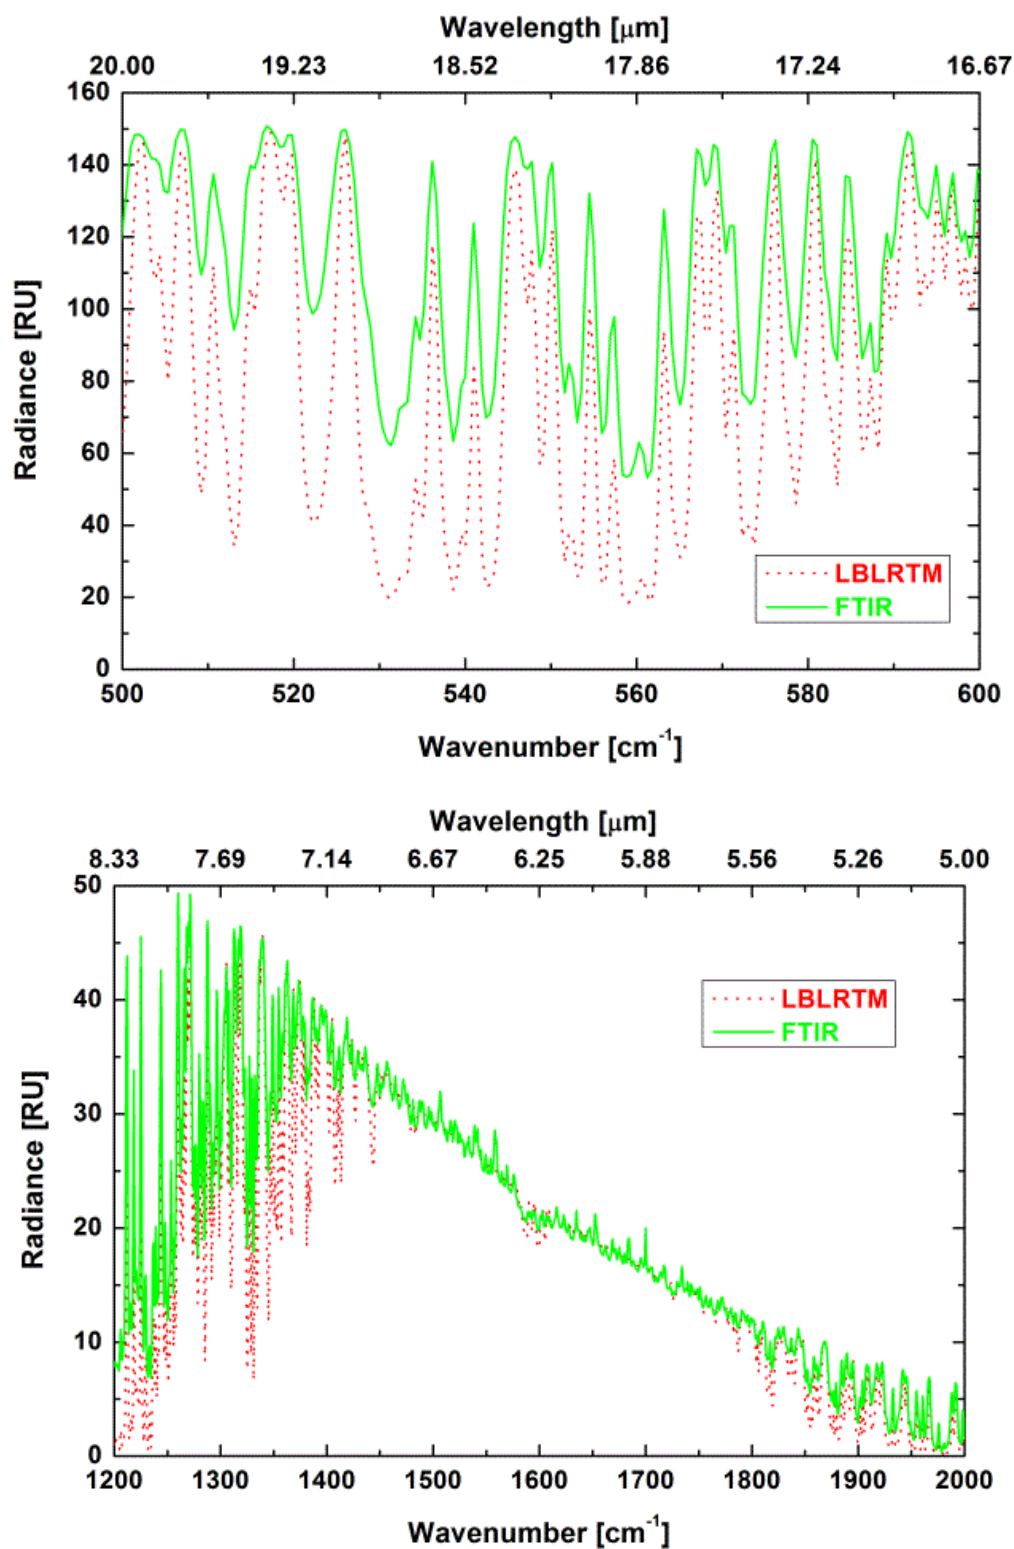 Wavelength [μm]
20.00 19.23 18.52 17.86 17.24 16.67
160
140
120
100
80
60
40
20
0
Radiance [RU]
LBLRTM
FTIR
500 520 540 560 580 600
Wavenumber [cm-1]
Wavelength [μm]
8.33 7.69 7.14 6.67 6.25 5.88 5.56 5.26 5.00
50
40
30
20
10
0
Radiance [RU]
LBLRTM
FTIR
1200 1300 1400 1500 1600 1700 1800 1900 2000
Wavenumber [cm-1]